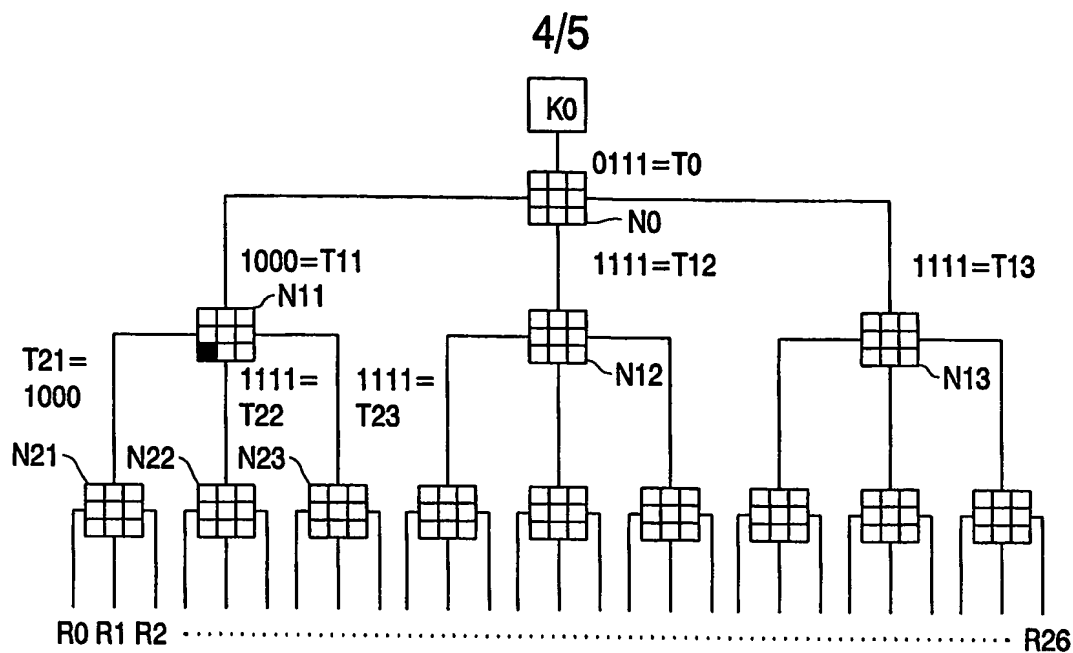 4/5
K0
0111=T0
N0
1000=T11
1111=T12
1111=T13
N11
N12
N13
T21=
1000
1111=
T22
1111=
T23
N21
N22
N23
R0 R1 R2 R26